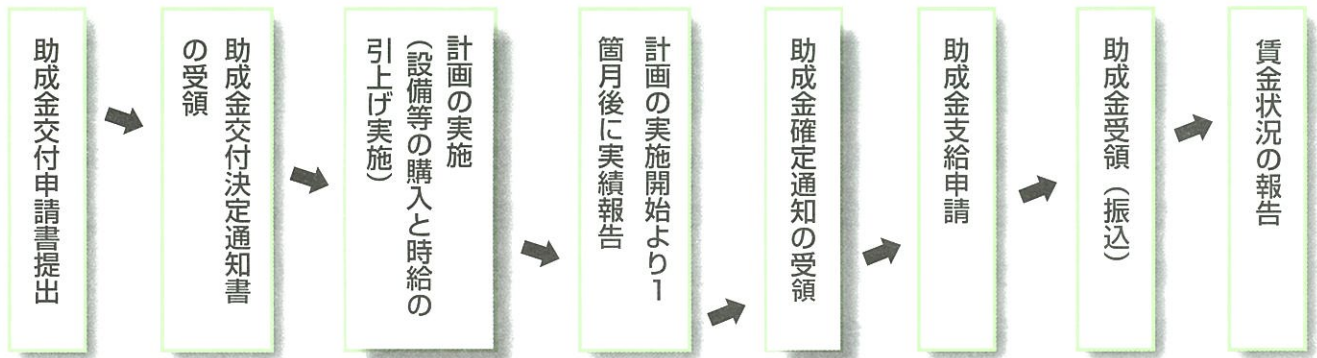 助成金交付申請書提出
助成金交付決定通知書
の受領
計画の実施
(設備等の購入と時給の
引上げ実施)
計画の実施開始より1
箇月後に実績報告
助成金確定通知の受領
助成金支給申請
助成金受領(振込)
賃金状況の報告